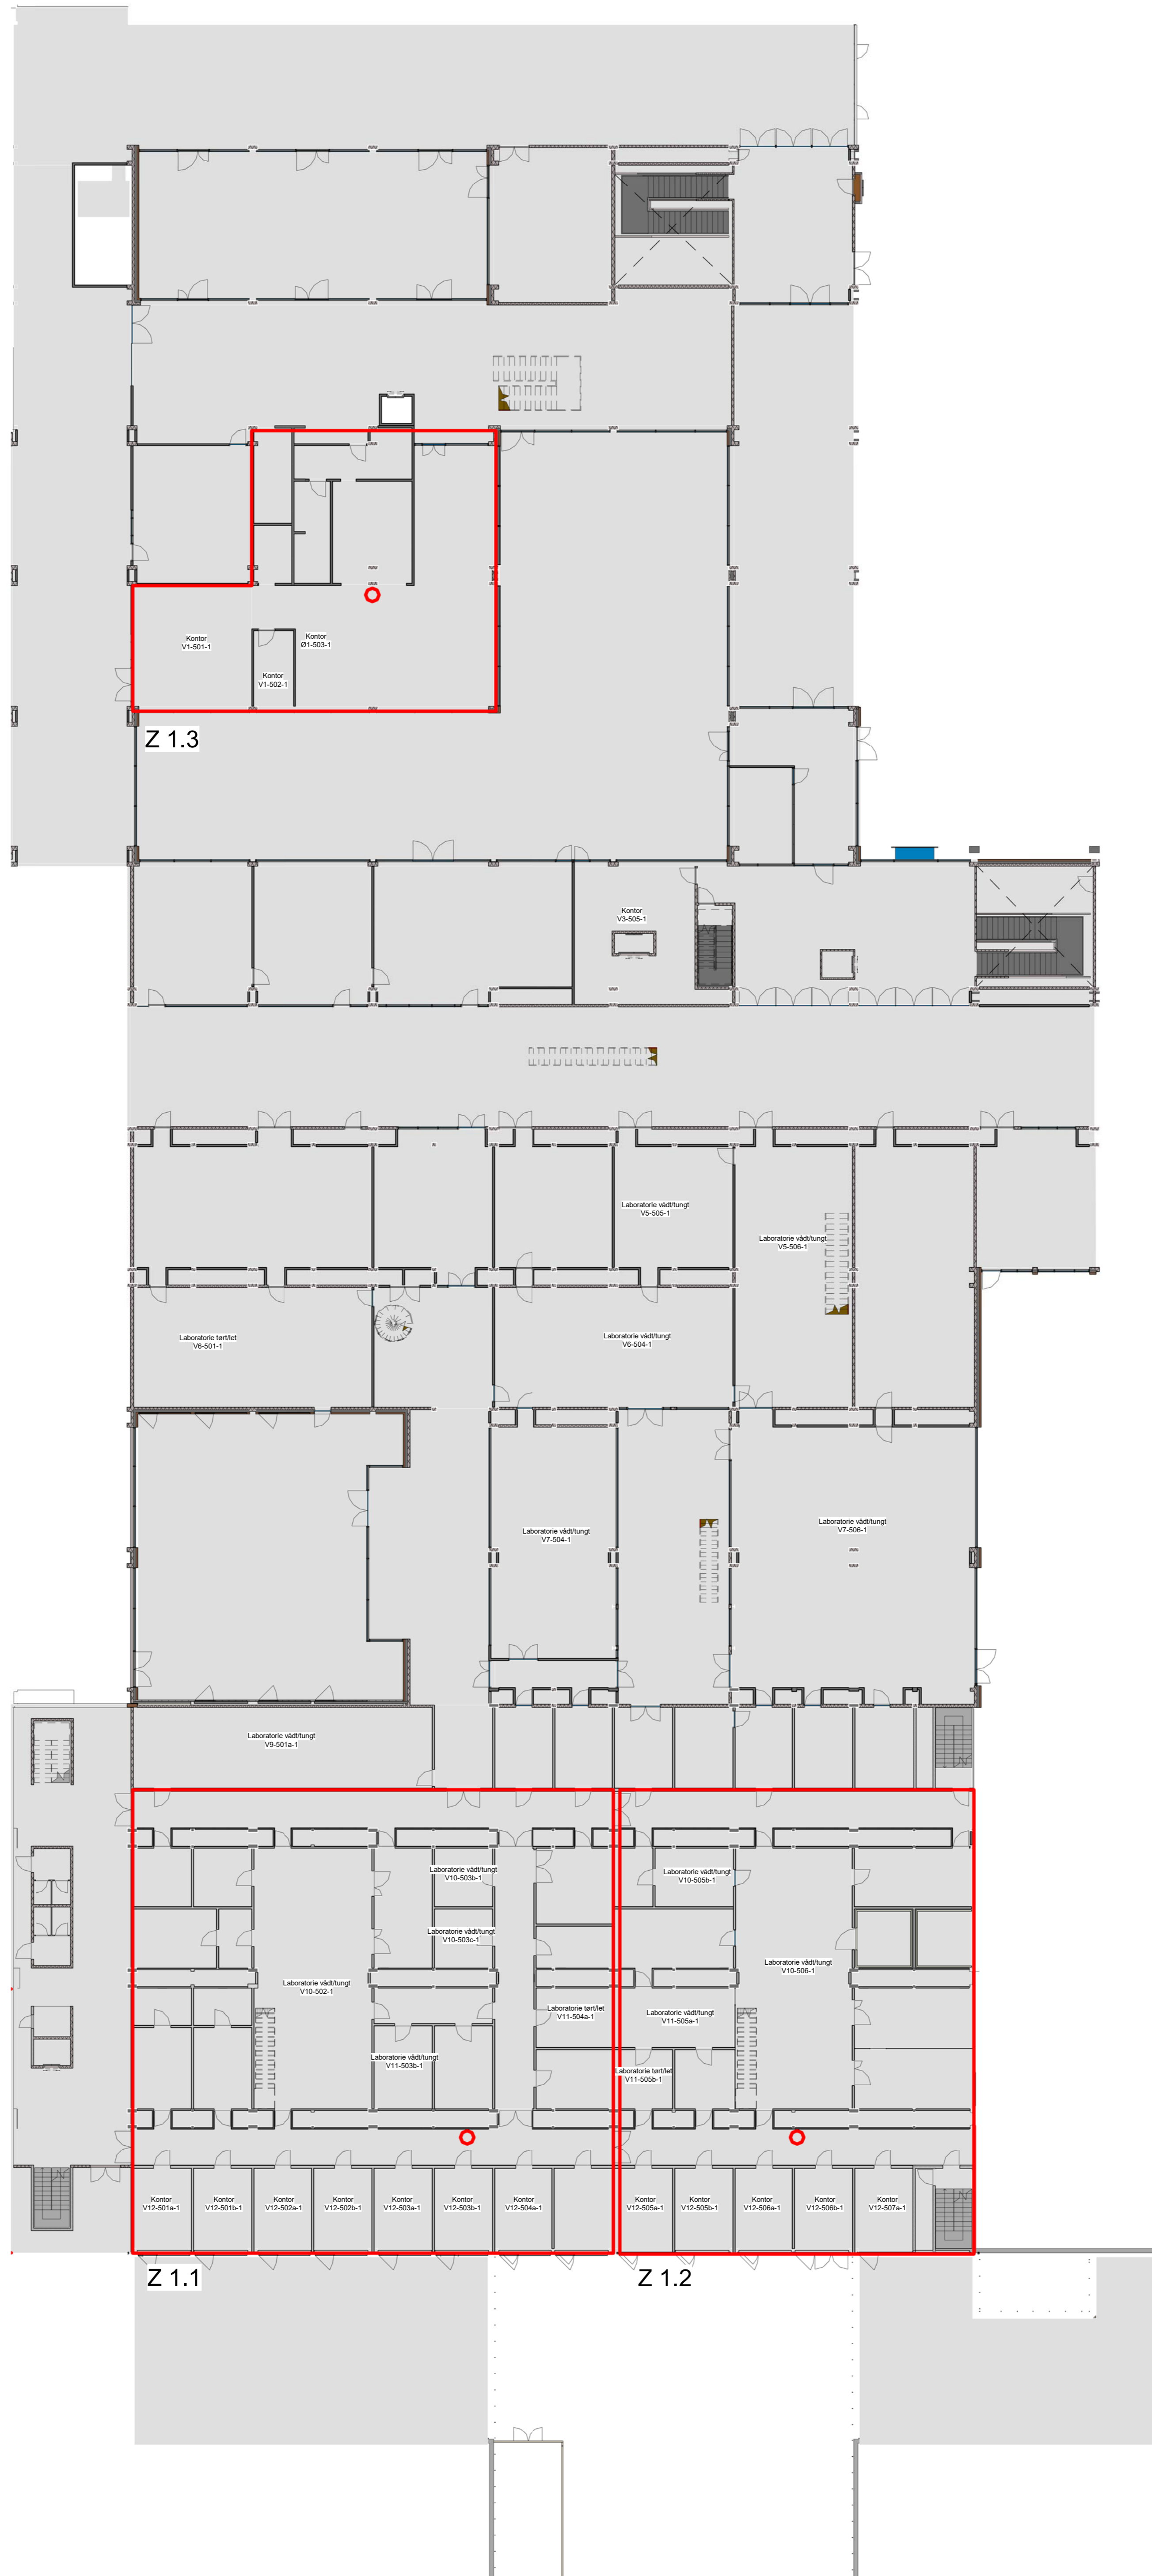 Kontor
V1-501-1
Kontor
Ø1-503-1
Kontor
V1-502-1
Z 1.3
Kontor
V3-505-1
Laboratorie vådt/tungt
V5-505-1
Laboratorie vådt/tungt
V5-506-1
Laboratorie tørt/let
V6-501-1
Laboratorie vådt/tungt
V6-504-1
Laboratorie vådt/tungt
V7-504-1
Laboratorie vådt/tungt
V7-506-1
Laboratorie vådt/tungt
V9-501a-1
Laboratorie vådt/tungt
V10-503b-1
Laboratorie vådt/tungt
V10-505b-1
Laboratorie vådt/tungt
V10-503c-1
Laboratorie vådt/tungt
V10-506-1
Laboratorie vådt/tungt
V10-502-1
Laboratorie tørt/let
V11-504a-1
Laboratorie vådt/tungt
V11-505a-1
Laboratorie vådt/tungt
V11-503b-1
Laboratorie tørt/let
V11-505b-1
Kontor
V12-501a-1
Kontor
V12-501b-1
Kontor
V12-502a-1
Kontor
V12-502b-1
Kontor
V12-503a-1
Kontor
V12-503b-1
Kontor
V12-504a-1
Kontor
V12-505a-1
Kontor
V12-505b-1
Kontor
V12-506a-1
Kontor
V12-506b-1
Kontor
V12-507a-1
Z 1.1
Z 1.2